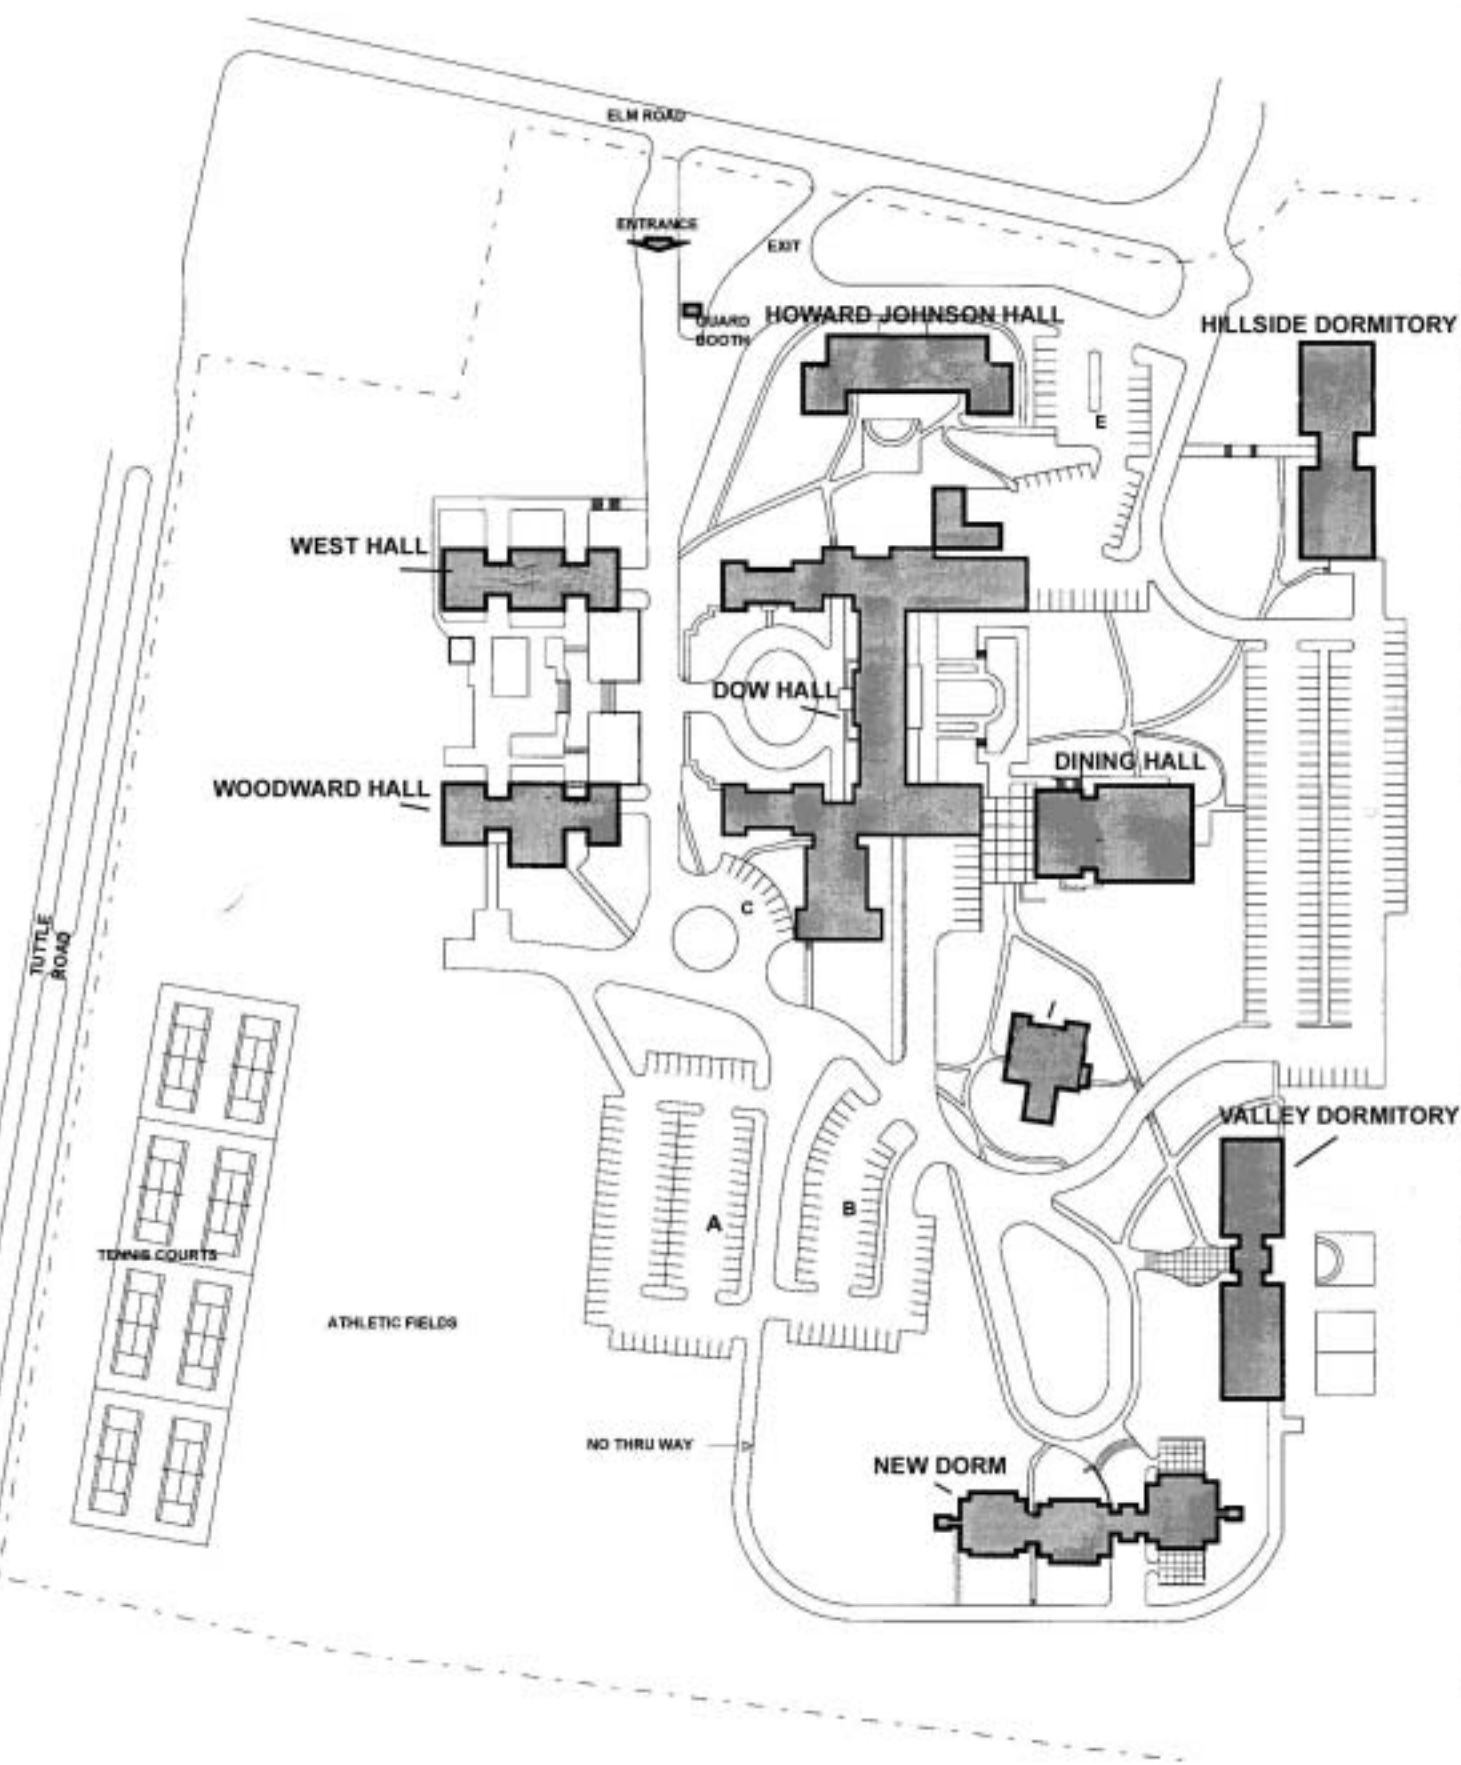 ELM ROAD
ENTRANCE
EXIT
GUARD
BOOTH
HOWARD JOHNSON HALL
HILLSIDE DORMITORY
E
WEST HALL
DOW HALL
DINING HALL
WOODWARD HALL
C
TUTTLE
ROAD
VALLEY DORMITORY
A
B
TENNIS COURTS
ATHLETIC FIELDS
NO THRU WAY
NEW DORM